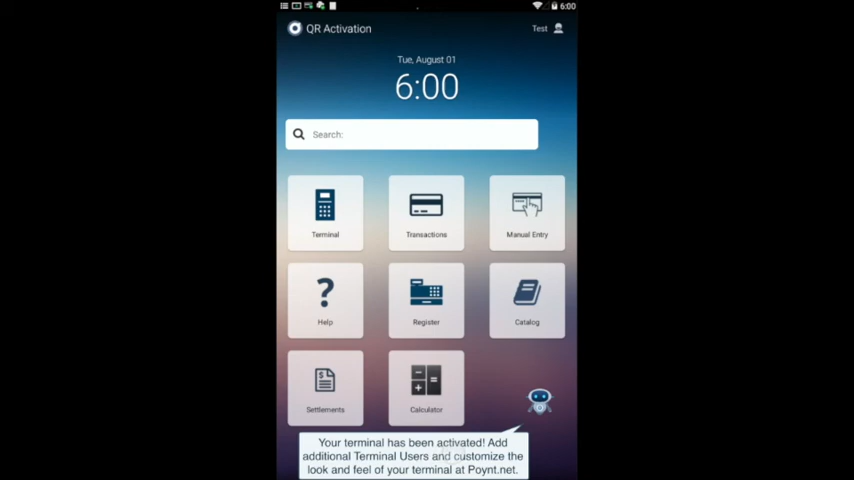 6:00
QR Activation
Test
Tue, August 01
6:00
Search:
Terminal
Transactions
Manual Entry
Help
Register
Catalog
Settlements
Calculator
Your terminal has been activated! Add
additional Terminal Users and customize the
look and feel of your terminal at Poynt.net.